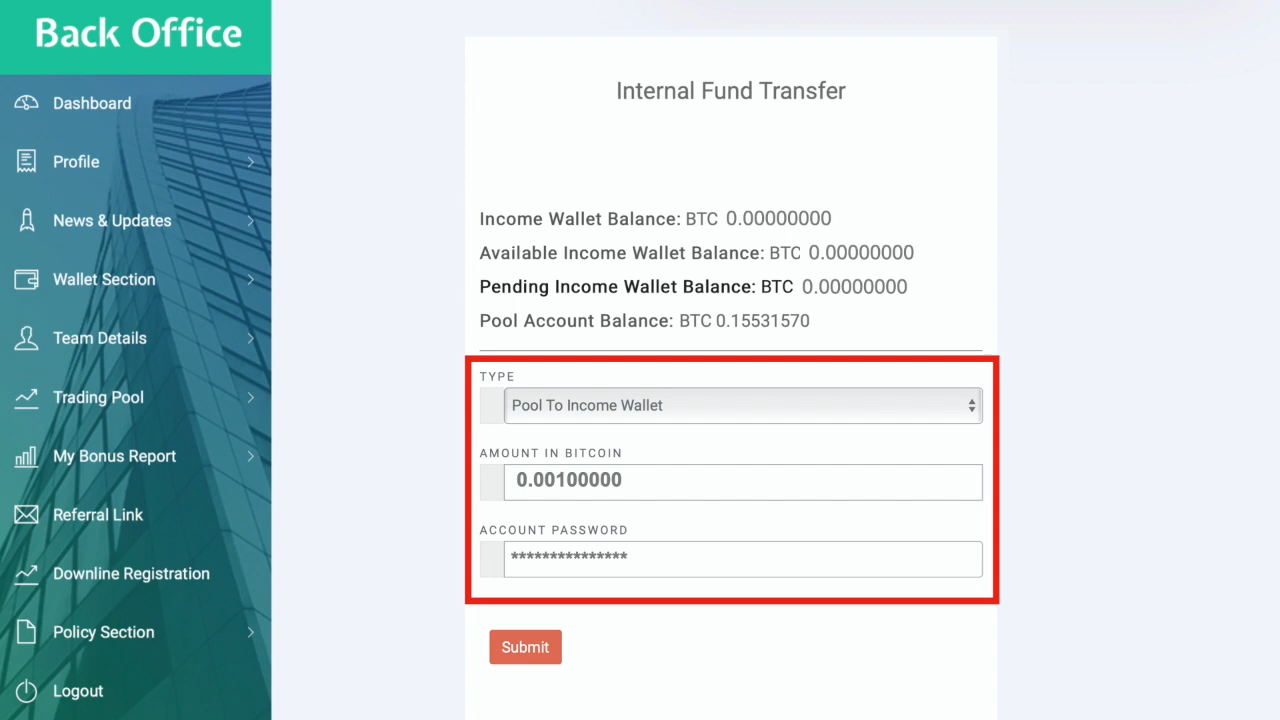 Back Office
Dashboard
Profile
News & Updates
Wallet Section
Team Details
Trading Pool
My Bonus Report
Referral Link
Downline Registration
Policy Section
Logout
Internal Fund Transfer
Income Wallet Balance: BTC 0.00000000
Available Income Wallet Balance: BTC 0.00000000
Pending Income Wallet Balance: BTC 0.00000000
Pool Account Balance: BTC 0.15531570
TYPE
Pool To Income Wallet
AMOUNT IN BITCOIN
0.00100000
ACCOUNT PASSWORD
***************
Submit